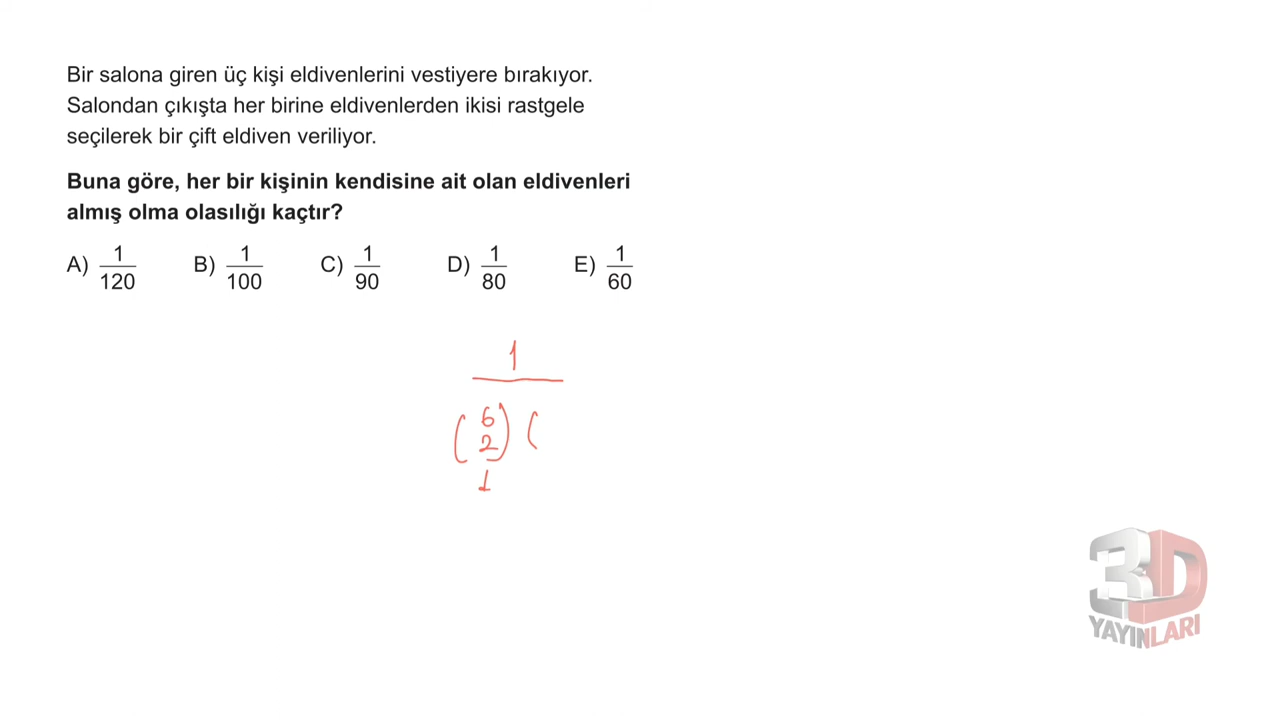 Bir salona giren üç kişi eldivenlerini vestiyere bırakıyor.
Salondan çıkışta her birine eldivenlerden ikisi rastgele
seçilerek bir çift eldiven veriliyor.
Buna göre, her bir kişinin kendisine ait olan eldivenleri
almış olma olasılığı kaçtır?
A) 1/120 B) 1/100 C) 1/90 D) 1/80 E) 1/60
1
( 6 ) (
2
1
3D
YAYINLARI